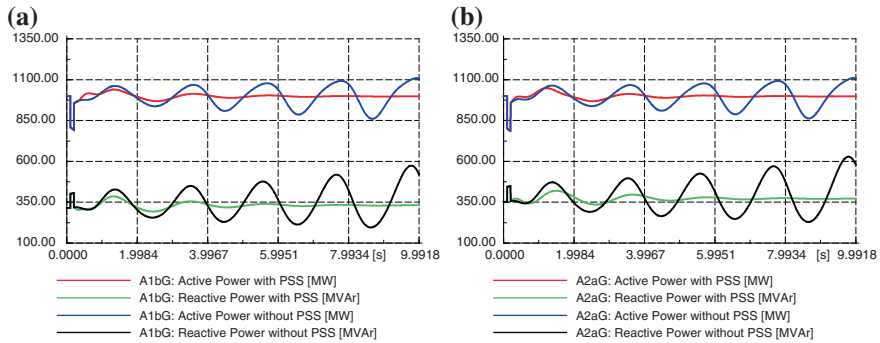 (a)
1350.00
1100.00
850.00
600.00
350.00
100.00
0.0000 1.9984 3.9967 5.9951 7.9934 [s] 9.9918
A1bG: Active Power with PSS [MW]
A1bG: Reactive Power with PSS [MVAr]
A1bG: Active Power without PSS [MW]
A1bG: Reactive Power without PSS [MVAr]
(b)
1350.00
1100.00
850.00
600.00
350.00
100.00
0.0000 1.9984 3.9967 5.9951 7.9934 [s] 9.9918
A2aG: Active Power with PSS [MW]
A2aG: Reactive Power with PSS [MVAr]
A2aG: Active Power without PSS [MW]
A2aG: Reactive Power without PSS [MVAr]